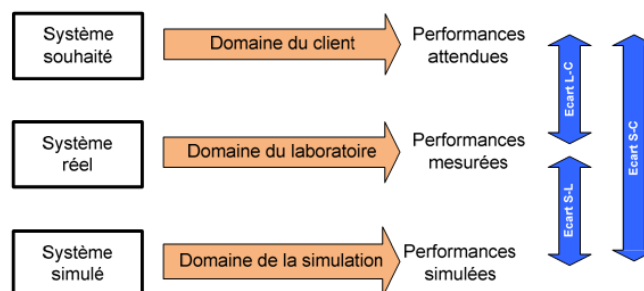 Système
souhaité
Domaine du client
Performances
attendues
Ecart L-C
Ecart S-C
Système
réel
Domaine du laboratoire
Performances
mesurées
Ecart S-L
Système
simulé
Domaine de la simulation
Performances
simulées